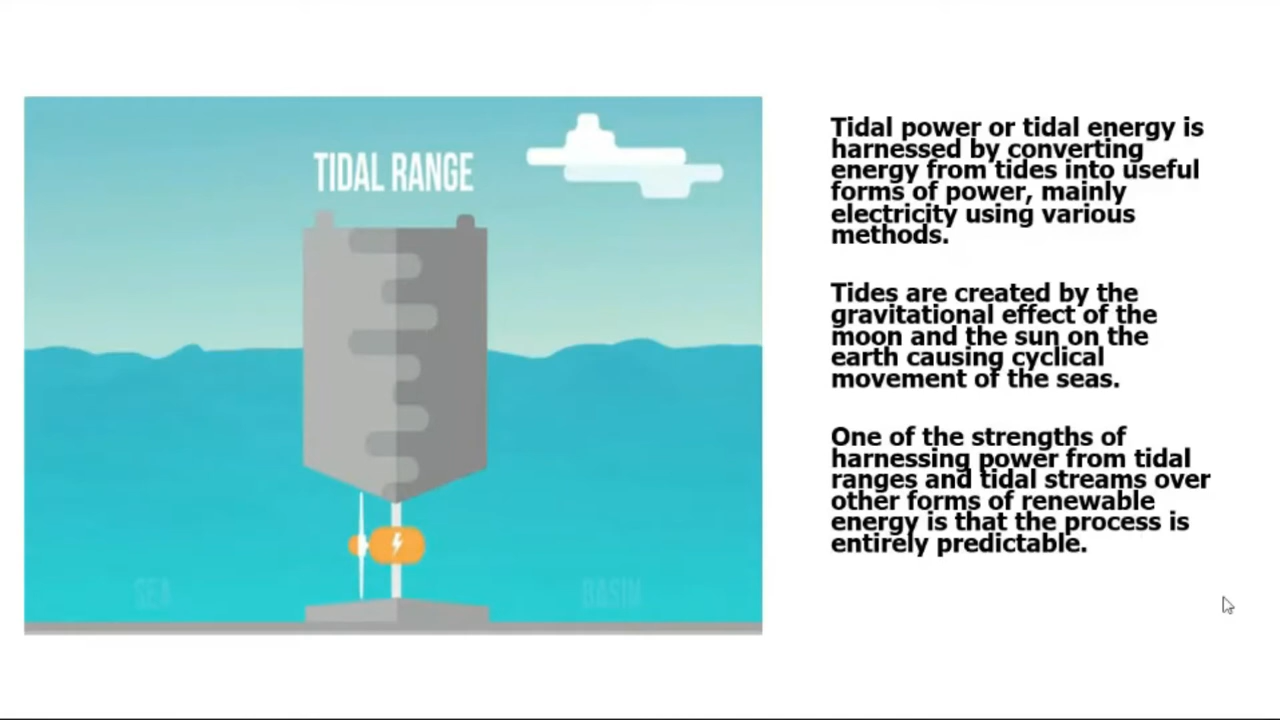 TIDAL RANGE
SEA
BASIN
Tidal power or tidal energy is
harnessed by converting
energy from tides into useful
forms of power, mainly
electricity using various
methods.
Tides are created by the
gravitational effect of the
moon and the sun on the
earth causing cyclical
movement of the seas.
One of the strengths of
harnessing power from tidal
ranges and tidal streams over
other forms of renewable
energy is that the process is
entirely predictable.